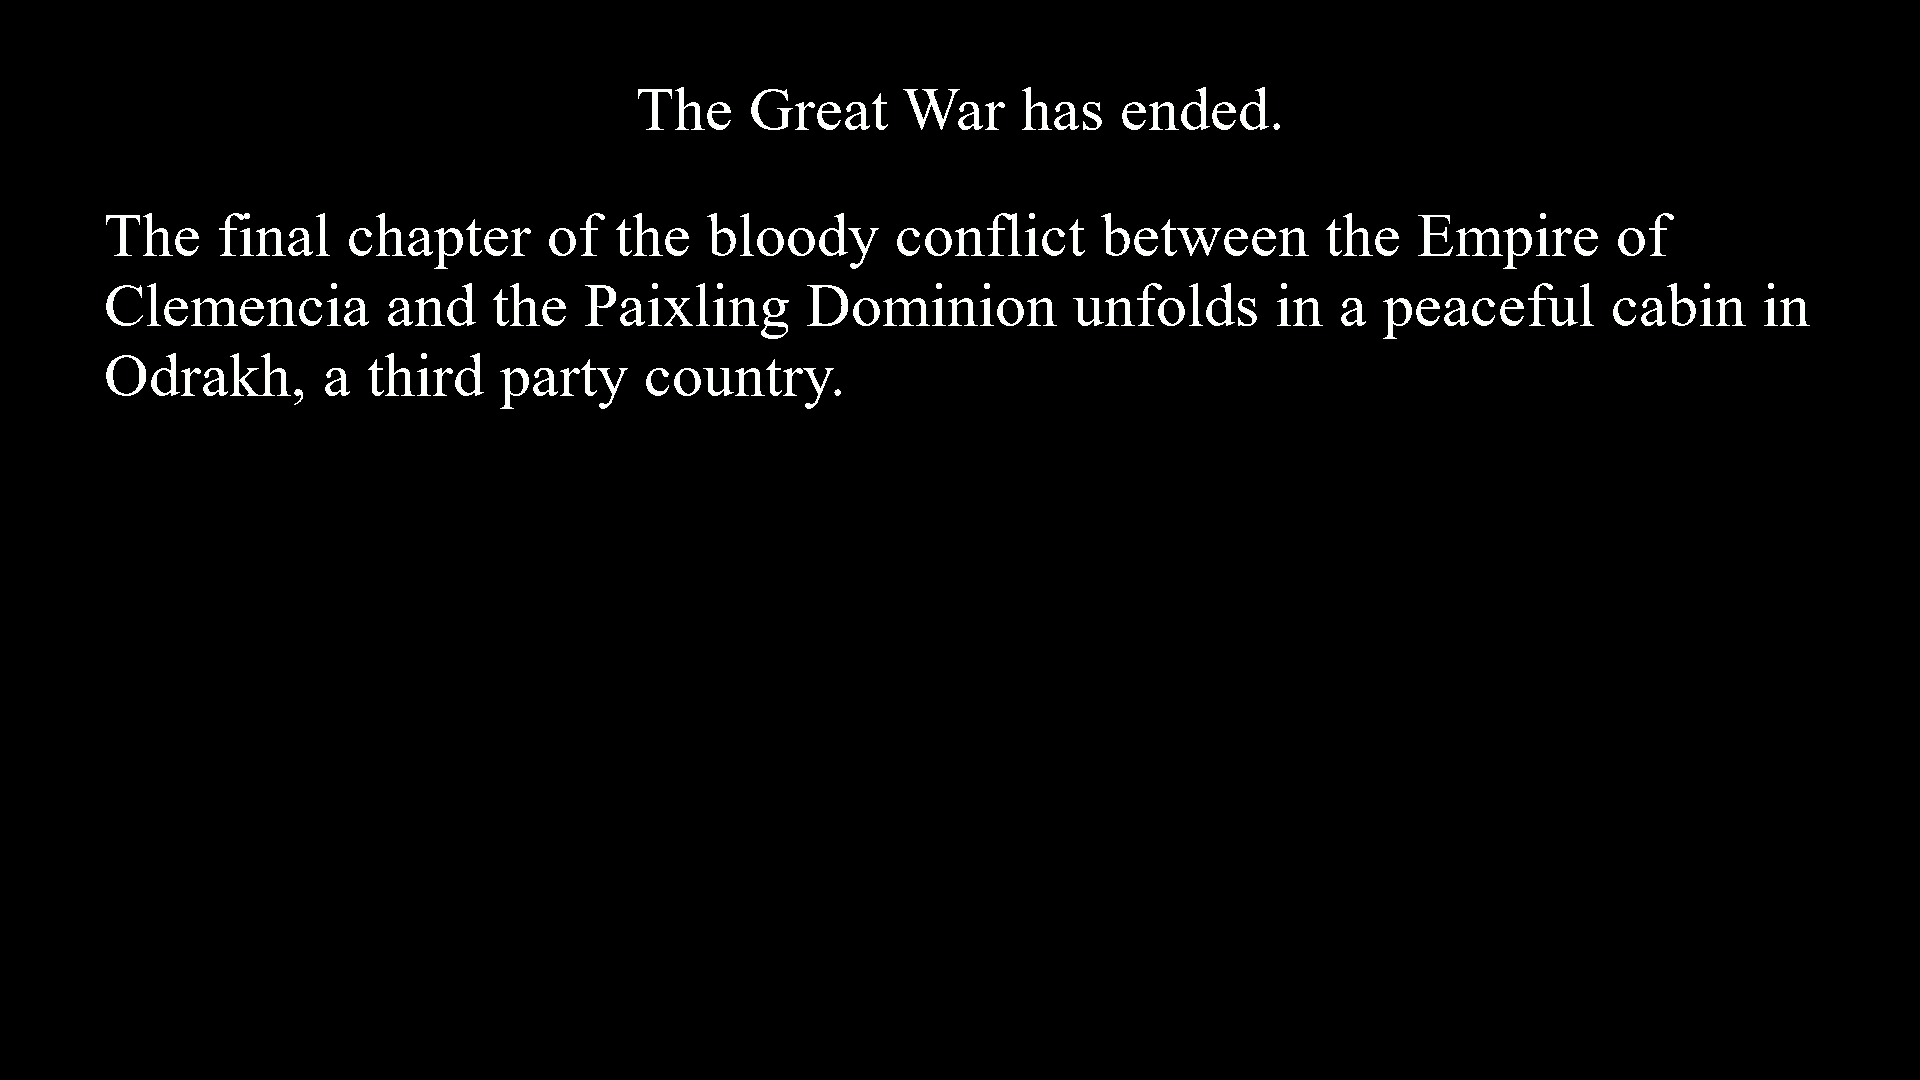 The Great War has ended.
The final chapter of the bloody conflict between the Empire of
Clemencia and the Paixling Dominion unfolds in a peaceful cabin in
Odrakh, a third party country.